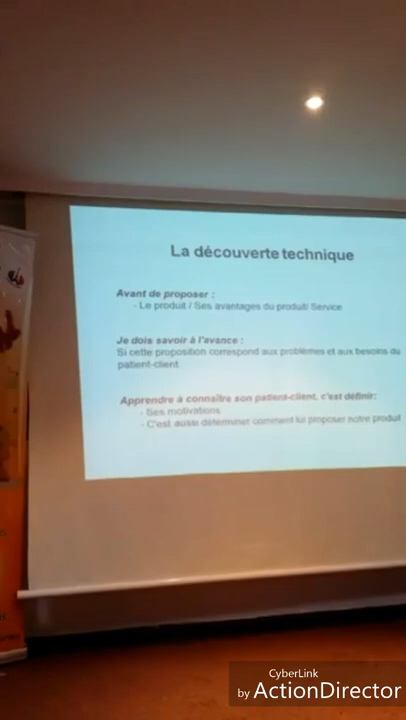 La découverte technique
Avant de proposer :
- Le produit / Ses avantages du produit/ Service
Je dois savoir à l'avance :
Si cette proposition correspond aux problèmes et aux besoins du
patient-client
Apprendre à connaître son patient-client, c'est définir:
- Ses motivations
- C'est aussi déterminer comment lui proposer notre produit
CyberLink
by ActionDirector